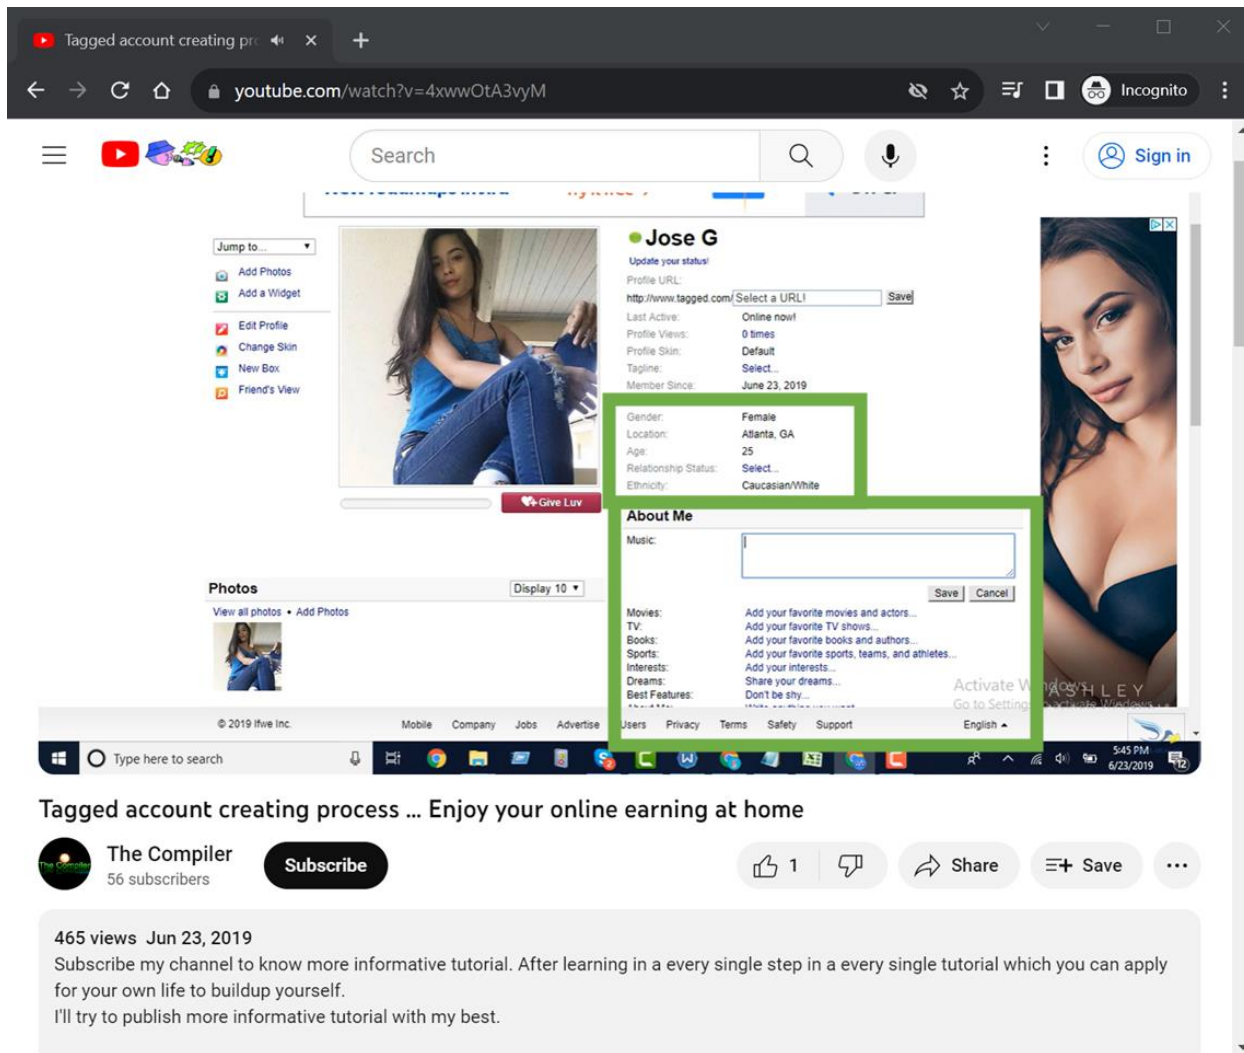 Tagged account creating pro
youtube.com/watch?v=4xwwOtA3vyM
Incognito
Search
Sign in
Jump to...
Add Photos
Add a Widget
Edit Profile
Change Skin
New Box
Friend's View
Give Luv
Jose G
Update your status!
Profile URL:
http://www.tagged.com/ Select a URL! Save
Last Active: Online now!
Profile Views: 0 times
Profile Skin: Default
Tagline: Select...
Member Since: June 23, 2019
Gender: Female
Location: Atlanta, GA
Age: 25
Relationship Status: Select...
Ethnicity: Caucasian/White
About Me
Music:
Save Cancel
Movies: Add your favorite movies and actors...
TV: Add your favorite TV shows...
Books: Add your favorite books and authors...
Sports: Add your favorite sports, teams, and athletes...
Interests: Add your interests...
Dreams: Share your dreams...
Best Features: Don't be shy...
Photos Display 10
View all photos • Add Photos
Activate Windows
Go to Settings to activate Windows.
ASHLEY
© 2019 Ifwe Inc. Mobile Company Jobs Advertise Users Privacy Terms Safety Support English
Type here to search
5:45 PM
6/23/2019
12
Tagged account creating process ... Enjoy your online earning at home
The Compiler
The Compiler
56 subscribers
Subscribe
1 Share Save
465 views Jun 23, 2019
Subscribe my channel to know more informative tutorial. After learning in a every single step in a every single tutorial which you can apply
for your own life to buildup yourself.
I'll try to publish more informative tutorial with my best.